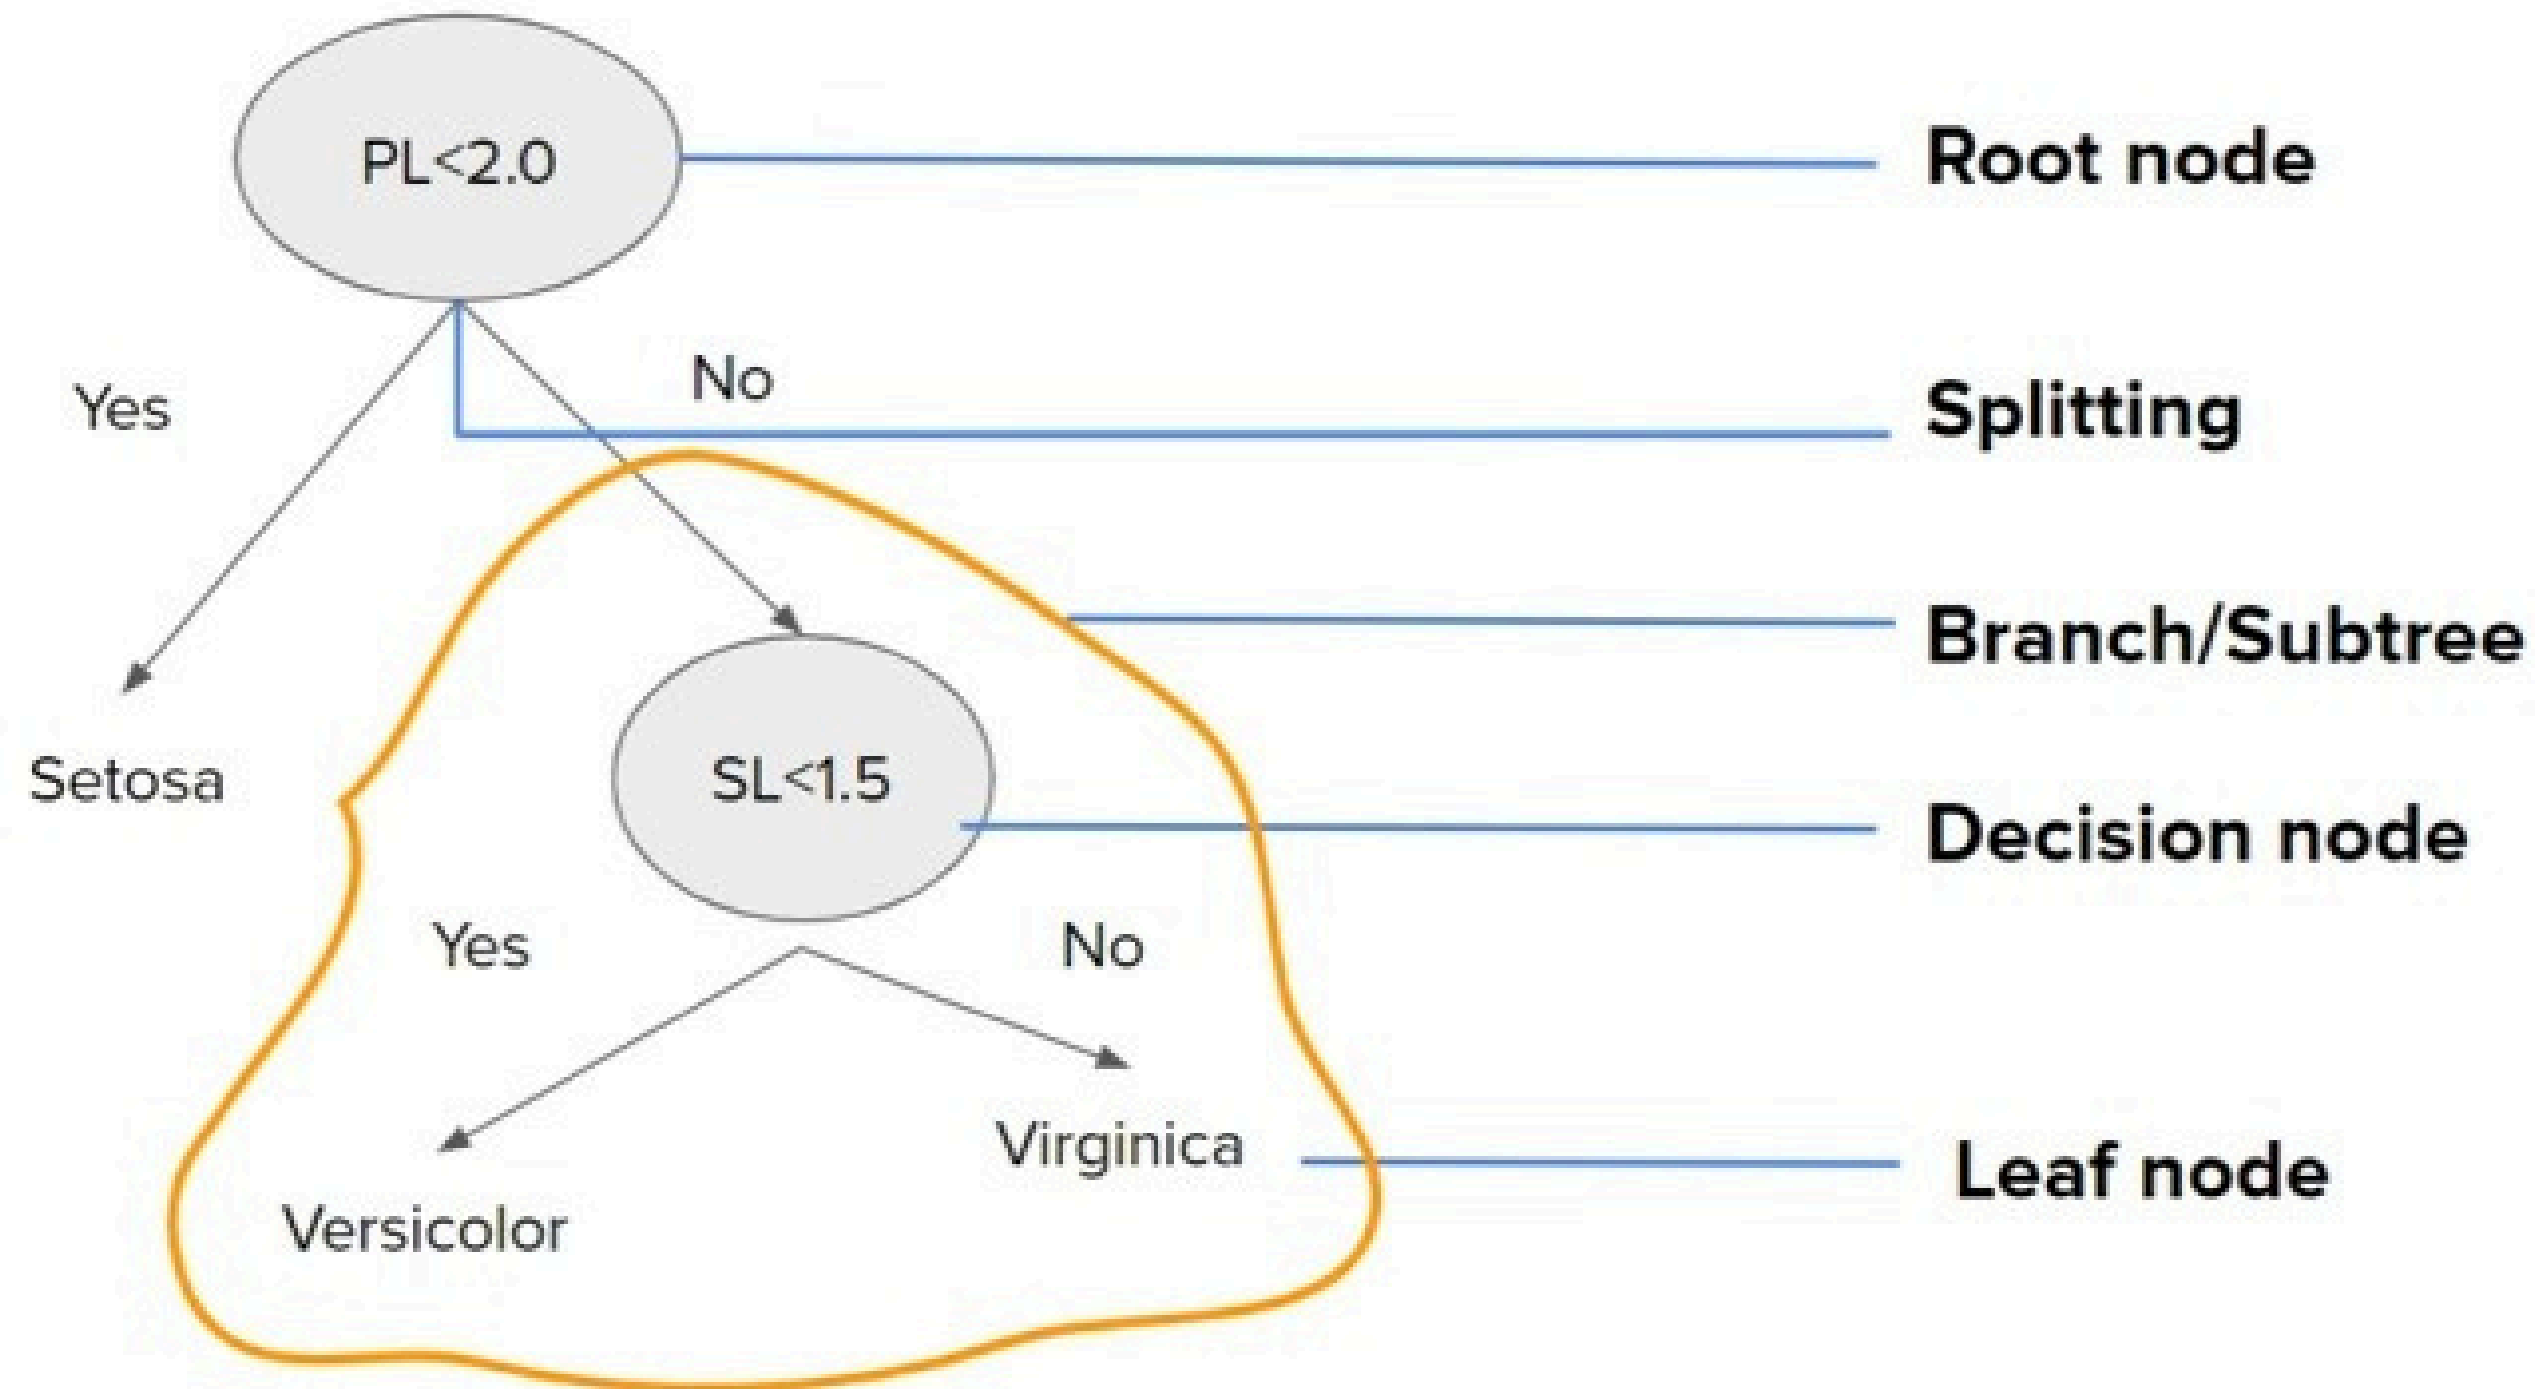 PL<2.0
Root node
Yes
No
Splitting
Branch/Subtree
Setosa
SL<1.5
Decision node
Yes
No
Versicolor
Virginica
Leaf node